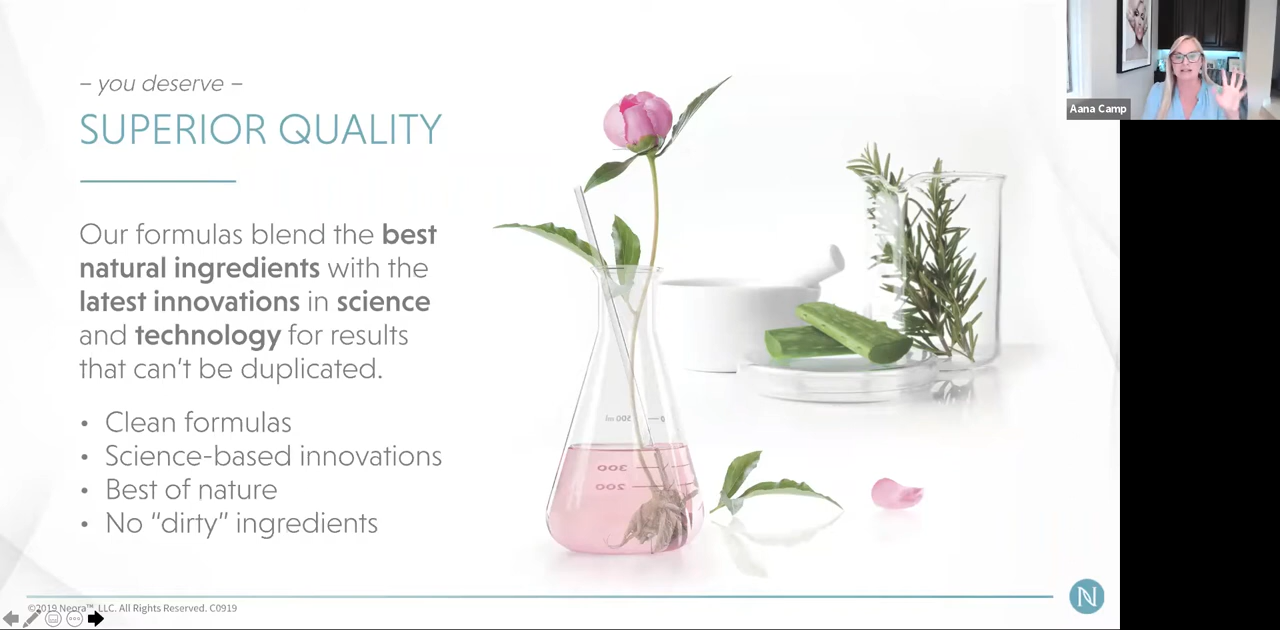 – you deserve –
SUPERIOR QUALITY
Our formulas blend the best
natural ingredients with the
latest innovations in science
and technology for results
that can't be duplicated.
• Clean formulas
• Science-based innovations
• Best of nature
• No “dirty” ingredients
500 ml
300
200
©2019 Neora™, LLC. All Rights Reserved. C0919
N
Aana Camp